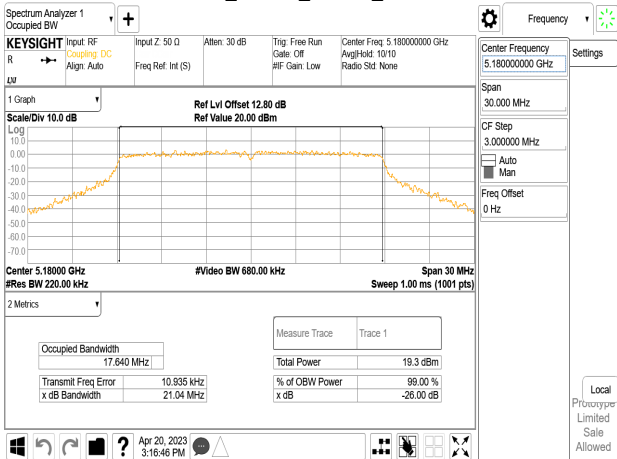 Spectrum Analyzer 1
Occupied BW
Frequency
KEYSIGHT
R
Input: RF
Coupling: DC
Align: Auto
Input Z: 50 Ω
Freq Ref: Int (S)
Atten: 30 dB
Trig: Free Run
Gate: Off
#IF Gain: Low
Center Freq: 5.180000000 GHz
Avg|Hold: 10/10
Radio Std: None
Center Frequency
5.180000000 GHz
Settings
Span
30.000 MHz
CF Step
3.000000 MHz
Auto
Man
Freq Offset
0 Hz
1 Graph
Scale/Div 10.0 dB
Ref Lvl Offset 12.80 dB
Ref Value 20.00 dBm
Log
10.0
0.00
-10.0
-20.0
-30.0
-40.0
-50.0
-60.0
-70.0
Center 5.18000 GHz
#Res BW 220.00 kHz
#Video BW 680.00 kHz
Span 30 MHz
Sweep 1.00 ms (1001 pts)
2 Metrics
Measure Trace
Trace 1
Occupied Bandwidth
17.640 MHz
Total Power
19.3 dBm
Transmit Freq Error
10.935 kHz
% of OBW Power
99.00 %
x dB Bandwidth
21.04 MHz
x dB
-26.00 dB
Local
Prototype
Limited
Sale
Allowed
?
Apr 20, 2023
3:16:46 PM